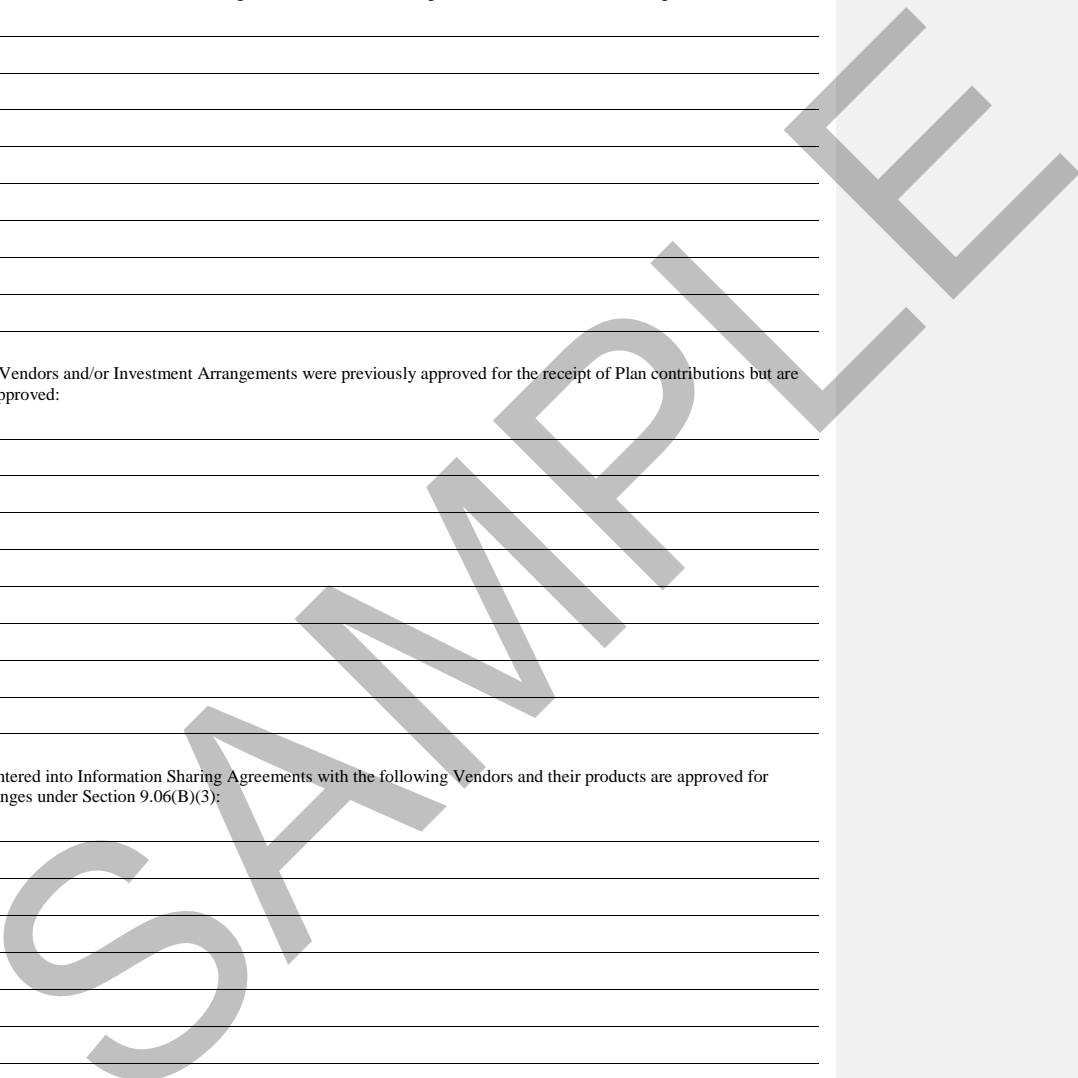 Vendors and/or Investment Arrangements were previously approved for the receipt of Plan contributions but are
pproved:
ntered into Information Sharing Agreements with the following Vendors and their products are approved for
nges under Section 9.06(B)(3):
SAMPLE